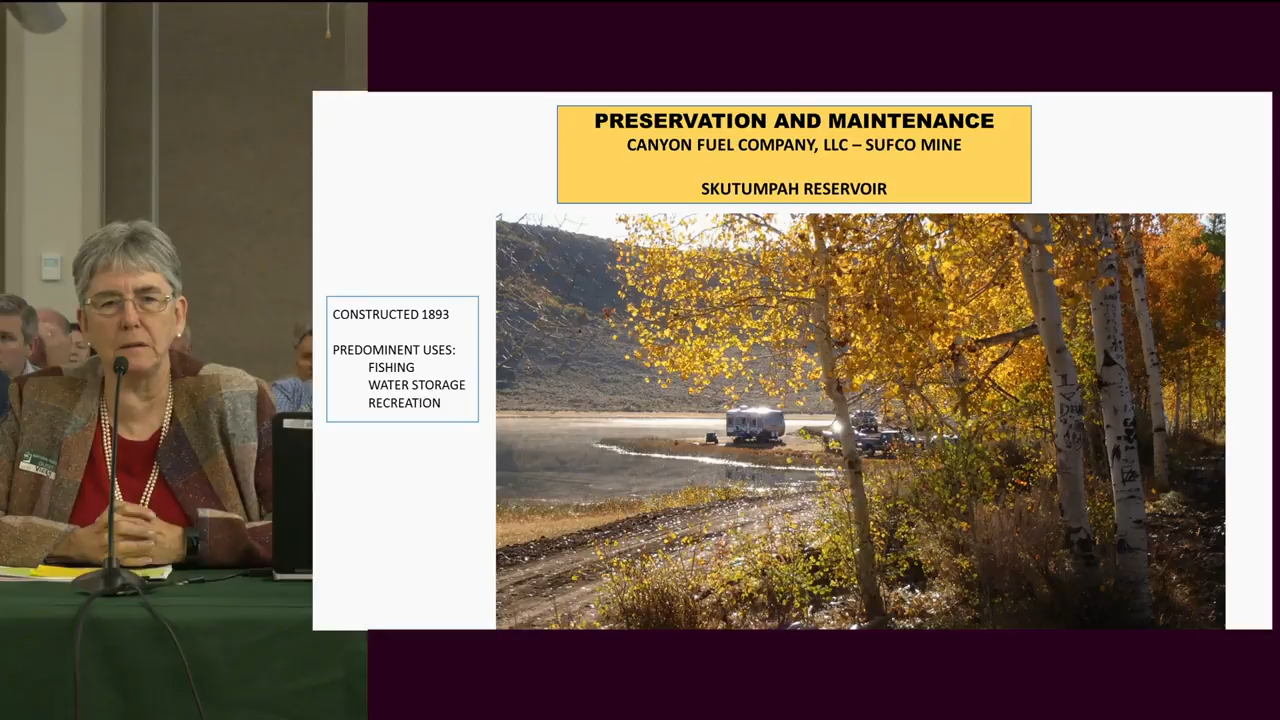 PRESERVATION AND MAINTENANCE
CANYON FUEL COMPANY, LLC – SUFCO MINE
SKUTUMPAH RESERVOIR
CONSTRUCTED 1893
PREDOMINENT USES:
FISHING
WATER STORAGE
RECREATION